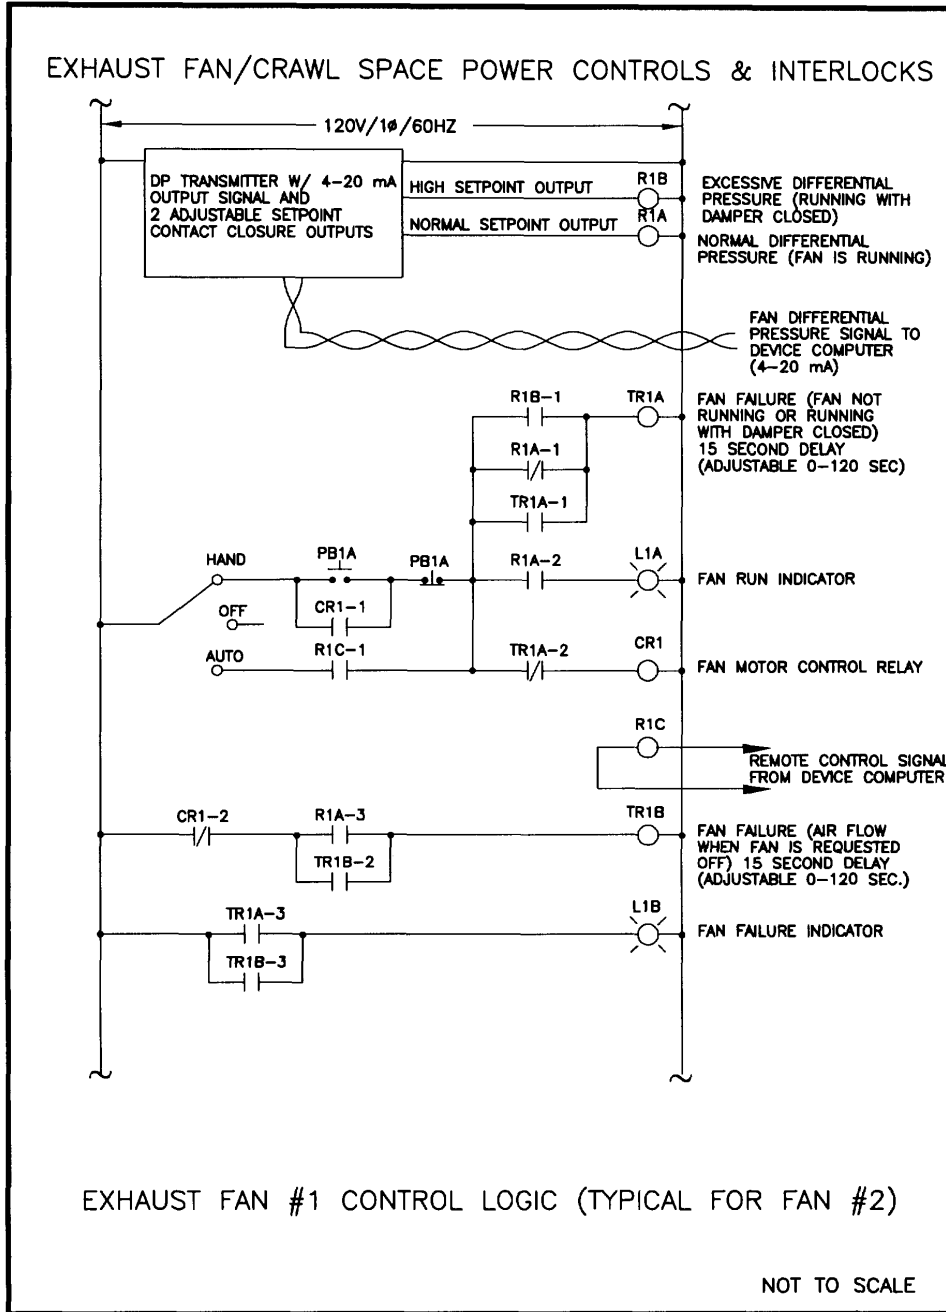 EXHAUST FAN/CRAWL SPACE POWER CONTROLS & INTERLOCKS
120V/1ø/60HZ
DP TRANSMITTER W/ 4-20 mA
OUTPUT SIGNAL AND
2 ADJUSTABLE SETPOINT
CONTACT CLOSURE OUTPUTS
HIGH SETPOINT OUTPUT
R1B
EXCESSIVE DIFFERENTIAL
PRESSURE (RUNNING WITH
DAMPER CLOSED)
NORMAL SETPOINT OUTPUT
R1A
NORMAL DIFFERENTIAL
PRESSURE (FAN IS RUNNING)
FAN DIFFERENTIAL
PRESSURE SIGNAL TO
DEVICE COMPUTER
(4-20 mA)
R1B-1
TR1A
FAN FAILURE (FAN NOT
RUNNING OR RUNNING
WITH DAMPER CLOSED)
15 SECOND DELAY
(ADJUSTABLE 0-120 SEC)
R1A-1
TR1A-1
HAND
PB1A
PB1A
R1A-2
L1A
FAN RUN INDICATOR
OFF
CR1-1
AUTO
R1C-1
TR1A-2
CR1
FAN MOTOR CONTROL RELAY
R1C
REMOTE CONTROL SIGNAL
FROM DEVICE COMPUTER
CR1-2
R1A-3
TR1B
FAN FAILURE (AIR FLOW
WHEN FAN IS REQUESTED
OFF) 15 SECOND DELAY
(ADJUSTABLE 0-120 SEC.)
TR1B-2
TR1A-3
L1B
FAN FAILURE INDICATOR
TR1B-3
EXHAUST FAN #1 CONTROL LOGIC (TYPICAL FOR FAN #2)
NOT TO SCALE